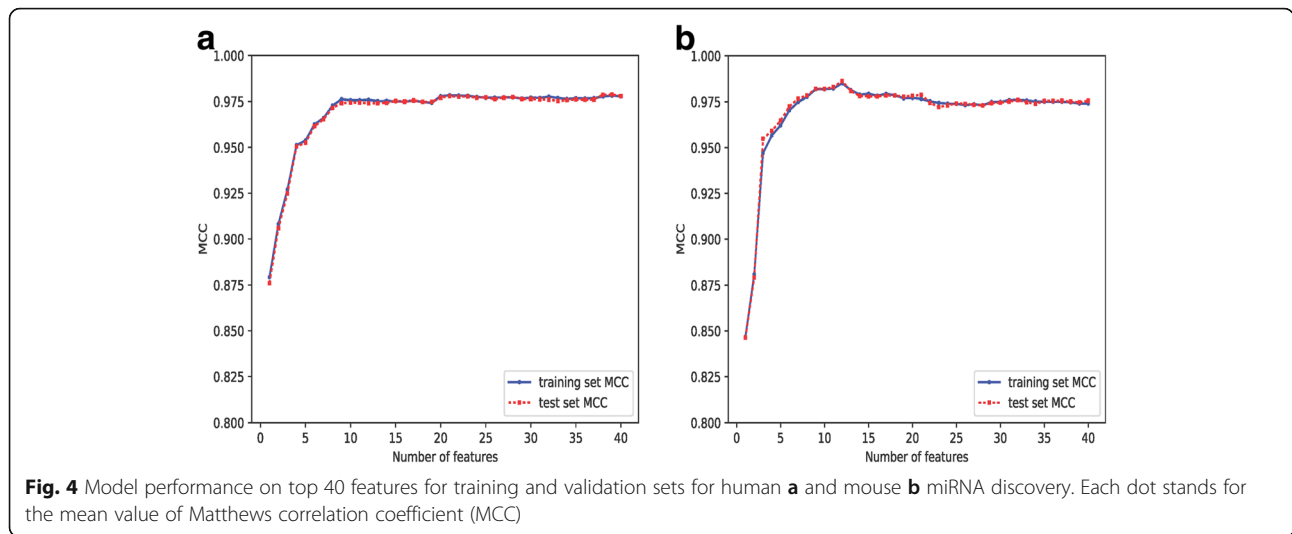 a
1.000
0.975
0.950
0.925
0.900
0.875
0.850
0.825
0.800
MCC
0 5 10 15 20 25 30 35 40
Number of features
training set MCC
test set MCC
b
1.000
0.975
0.950
0.925
0.900
0.875
0.850
0.825
0.800
MCC
0 5 10 15 20 25 30 35 40
Number of features
training set MCC
test set MCC
Fig. 4 Model performance on top 40 features for training and validation sets for human a and mouse b miRNA discovery. Each dot stands for
the mean value of Matthews correlation coefficient (MCC)